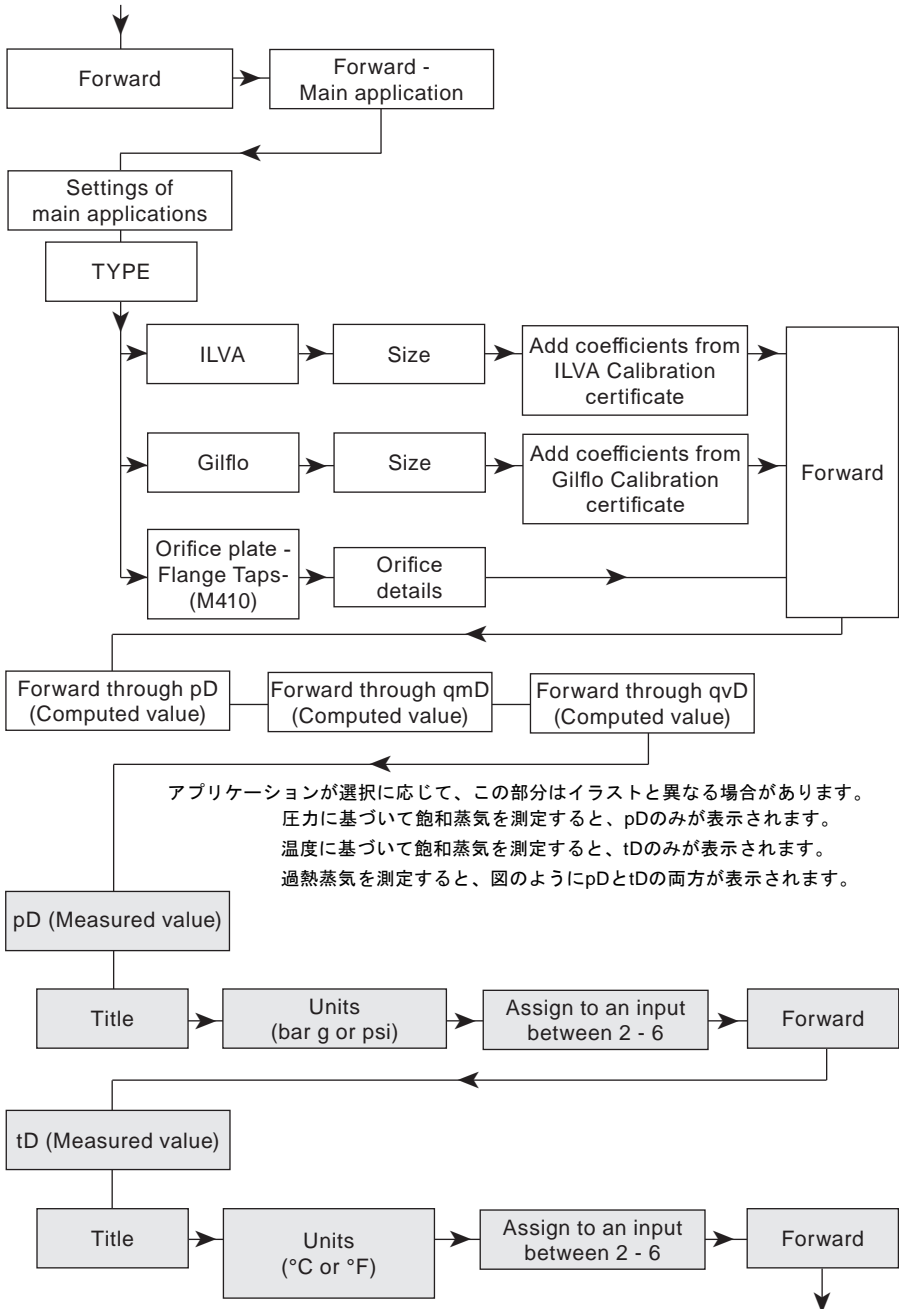 Forward
Forward -
Main application
Settings of
main applications
TYPE
ILVA
Size
Add coefficients from
ILVA Calibration
certificate
Forward
Gilflo
Size
Add coefficients from
Gilflo Calibration
certificate
Orifice plate -
Flange Taps-
(M410)
Orifice
details
Forward through pD
(Computed value)
Forward through qmD
(Computed value)
Forward through qvD
(Computed value)
アプリケーションが選択に応じて、この部分はイラストと異なる場合があります。
圧力に基づいて飽和蒸気を測定すると、pDのみが表示されます。
温度に基づいて飽和蒸気を測定すると、tDのみが表示されます。
過熱蒸気を測定すると、図のようにpDとtDの両方が表示されます。
pD (Measured value)
Title
Units
(bar g or psi)
Assign to an input
between 2 - 6
Forward
tD (Measured value)
Title
Units
(°C or °F)
Assign to an input
between 2 - 6
Forward